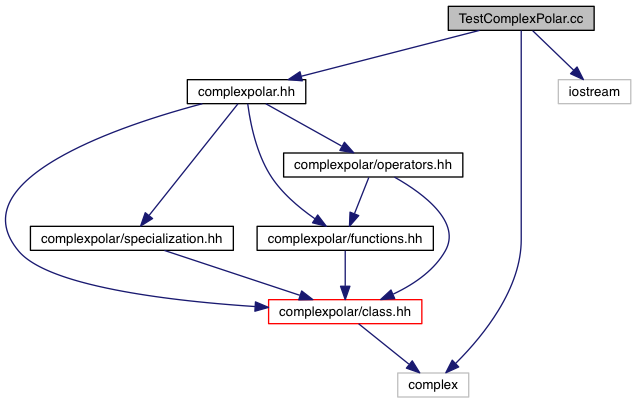 TestComplexPolar.cc
complexpolar.hh
iostream
complexpolar/operators.hh
complexpolar/specialization.hh
complexpolar/functions.hh
complexpolar/class.hh
complex